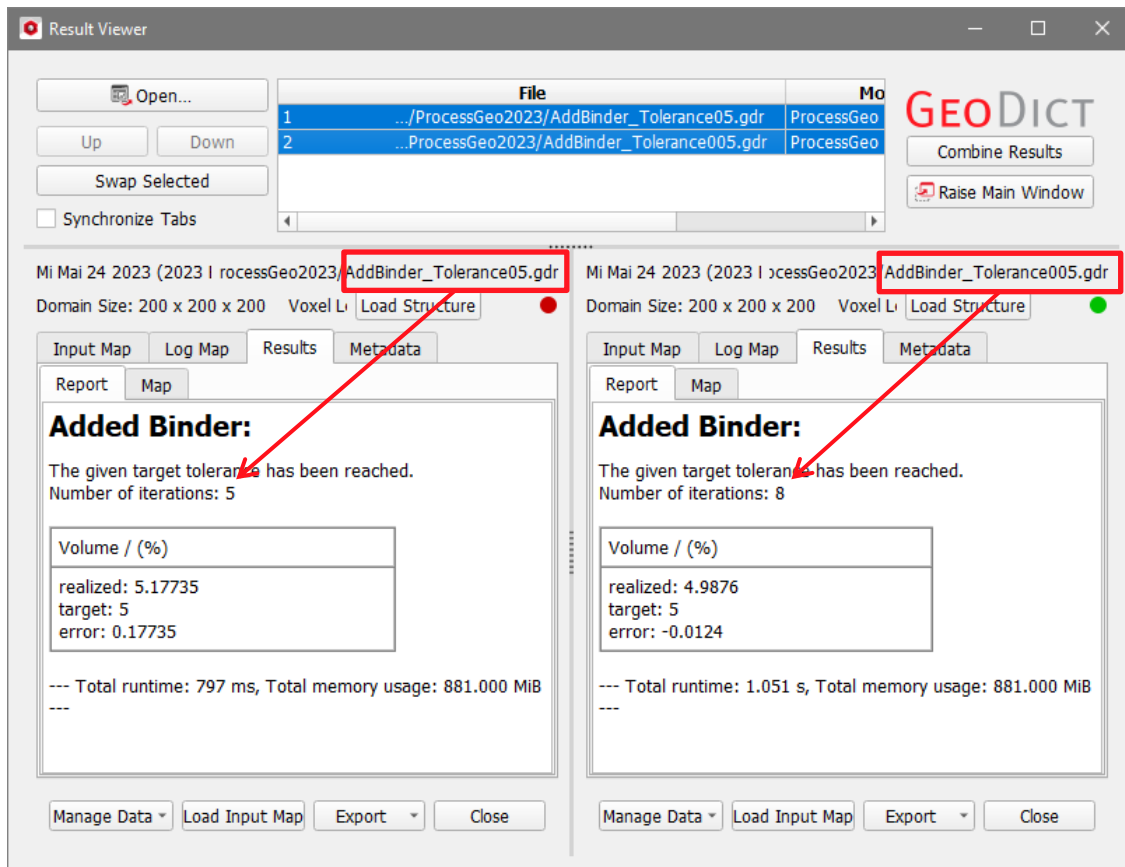 Result Viewer
Open...
Up
Down
Swap Selected
Synchronize Tabs
File
Mo
1 .../ProcessGeo2023/AddBinder_Tolerance05.gdr ProcessGeo
2 ...ProcessGeo2023/AddBinder_Tolerance005.gdr ProcessGeo
GEODICT
Combine Results
Raise Main Window
Mi Mai 24 2023 (2023 I rocessGeo2023/AddBinder_Tolerance05.gdr
Domain Size: 200 x 200 x 200 Voxel L Load Structure
Input Map Log Map Results Metadata
Report Map
Added Binder:
The given target tolerance has been reached.
Number of iterations: 5
Volume / (%)
realized: 5.17735
target: 5
error: 0.17735
--- Total runtime: 797 ms, Total memory usage: 881.000 MiB
---
Manage Data Load Input Map Export Close
Mi Mai 24 2023 (2023 I ocessGeo2023/AddBinder_Tolerance005.gdr
Domain Size: 200 x 200 x 200 Voxel L Load Structure
Input Map Log Map Results Metadata
Report Map
Added Binder:
The given target tolerance has been reached.
Number of iterations: 8
Volume / (%)
realized: 4.9876
target: 5
error: -0.0124
--- Total runtime: 1.051 s, Total memory usage: 881.000 MiB
---
Manage Data Load Input Map Export Close